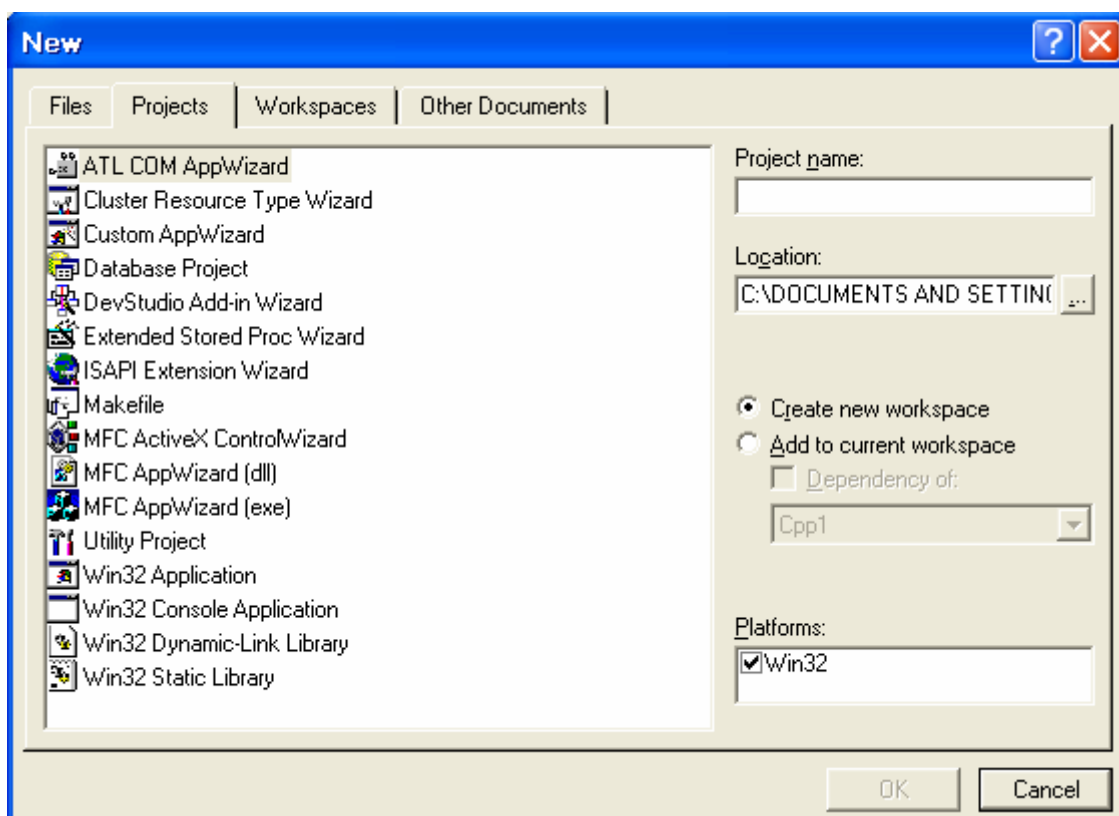 New
Files Projects Workspaces Other Documents
ATL COM AppWizard
Cluster Resource Type Wizard
Custom AppWizard
Database Project
DevStudio Add-in Wizard
Extended Stored Proc Wizard
ISAPI Extension Wizard
Makefile
MFC ActiveX ControlWizard
MFC AppWizard (dll)
MFC AppWizard (exe)
Utility Project
Win32 Application
Win32 Console Application
Win32 Dynamic-Link Library
Win32 Static Library
Project name:
Location:
C:\DOCUMENTS AND SETTING ...
Create new workspace
Add to current workspace
Dependency of:
Cpp1
Platforms:
Win32
OK Cancel